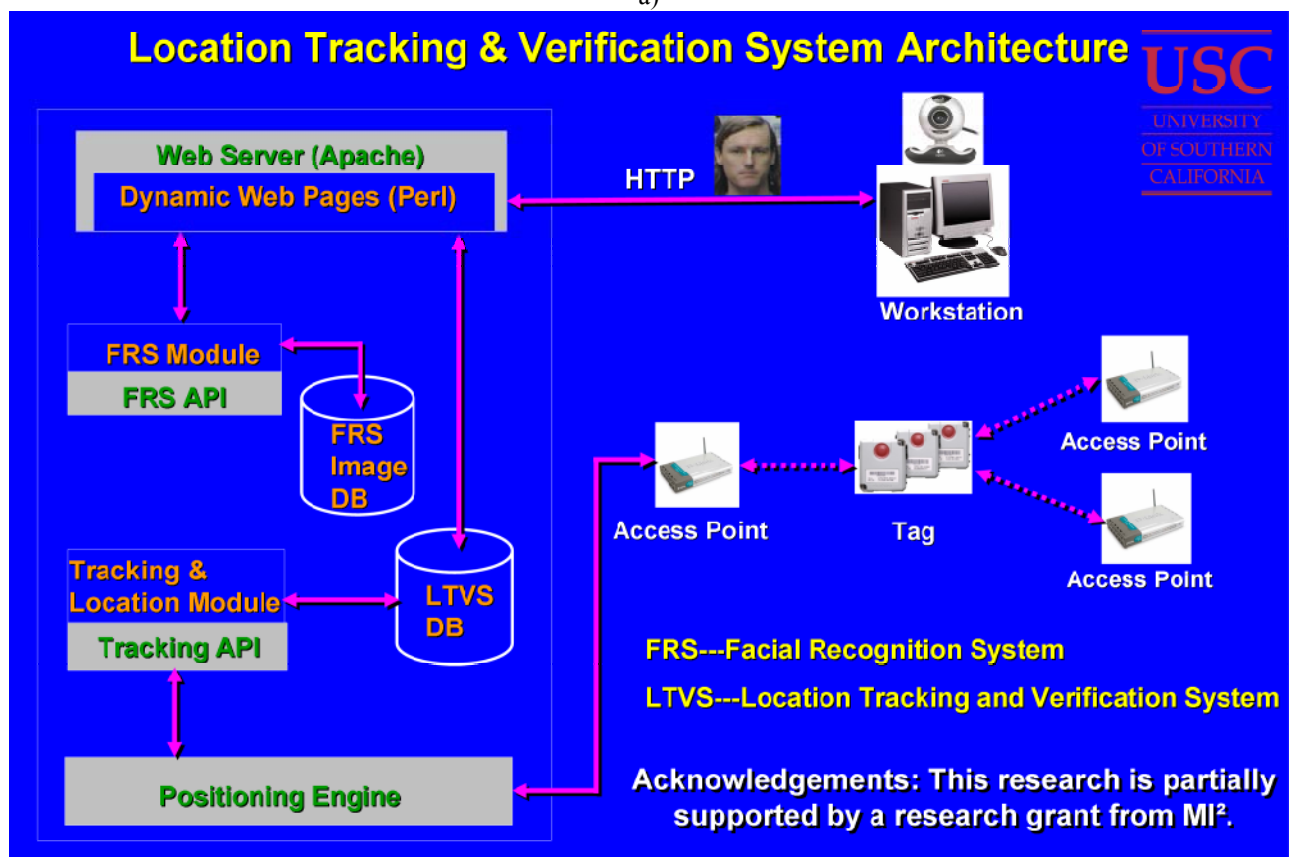 a)
Location Tracking & Verification System Architecture
USC
UNIVERSITY
OF SOUTHERN
CALIFORNIA
Web Server (Apache)
Dynamic Web Pages (Perl)
HTTP
Workstation
FRS Module
FRS API
FRS
Image
DB
Access Point
Access Point
Tag
Access Point
Tracking &
Location Module
Tracking API
LTVS
DB
FRS---Facial Recognition System
LTVS---Location Tracking and Verification System
Positioning Engine
Acknowledgements: This research is partially
supported by a research grant from MI².